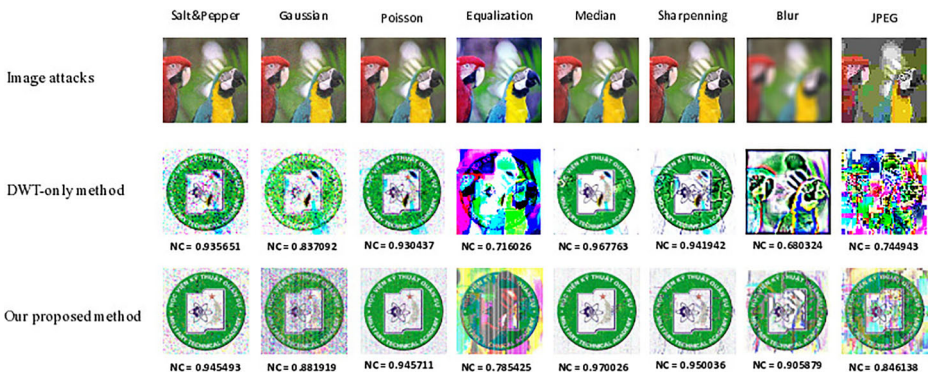 Salt&Pepper Gaussian Poisson Equalization Median Sharpenning Blur JPEG
Image attacks
DWT-only method
NC = 0.935651 NC = 0.837092 NC = 0.930437 NC = 0.716026 NC = 0.967763 NC = 0.941942 NC = 0.680324 NC = 0.744943
Our proposed method
NC = 0.945493 NC = 0.881919 NC = 0.945711 NC = 0.785425 NC = 0.970026 NC = 0.950036 NC = 0.905879 NC = 0.846138